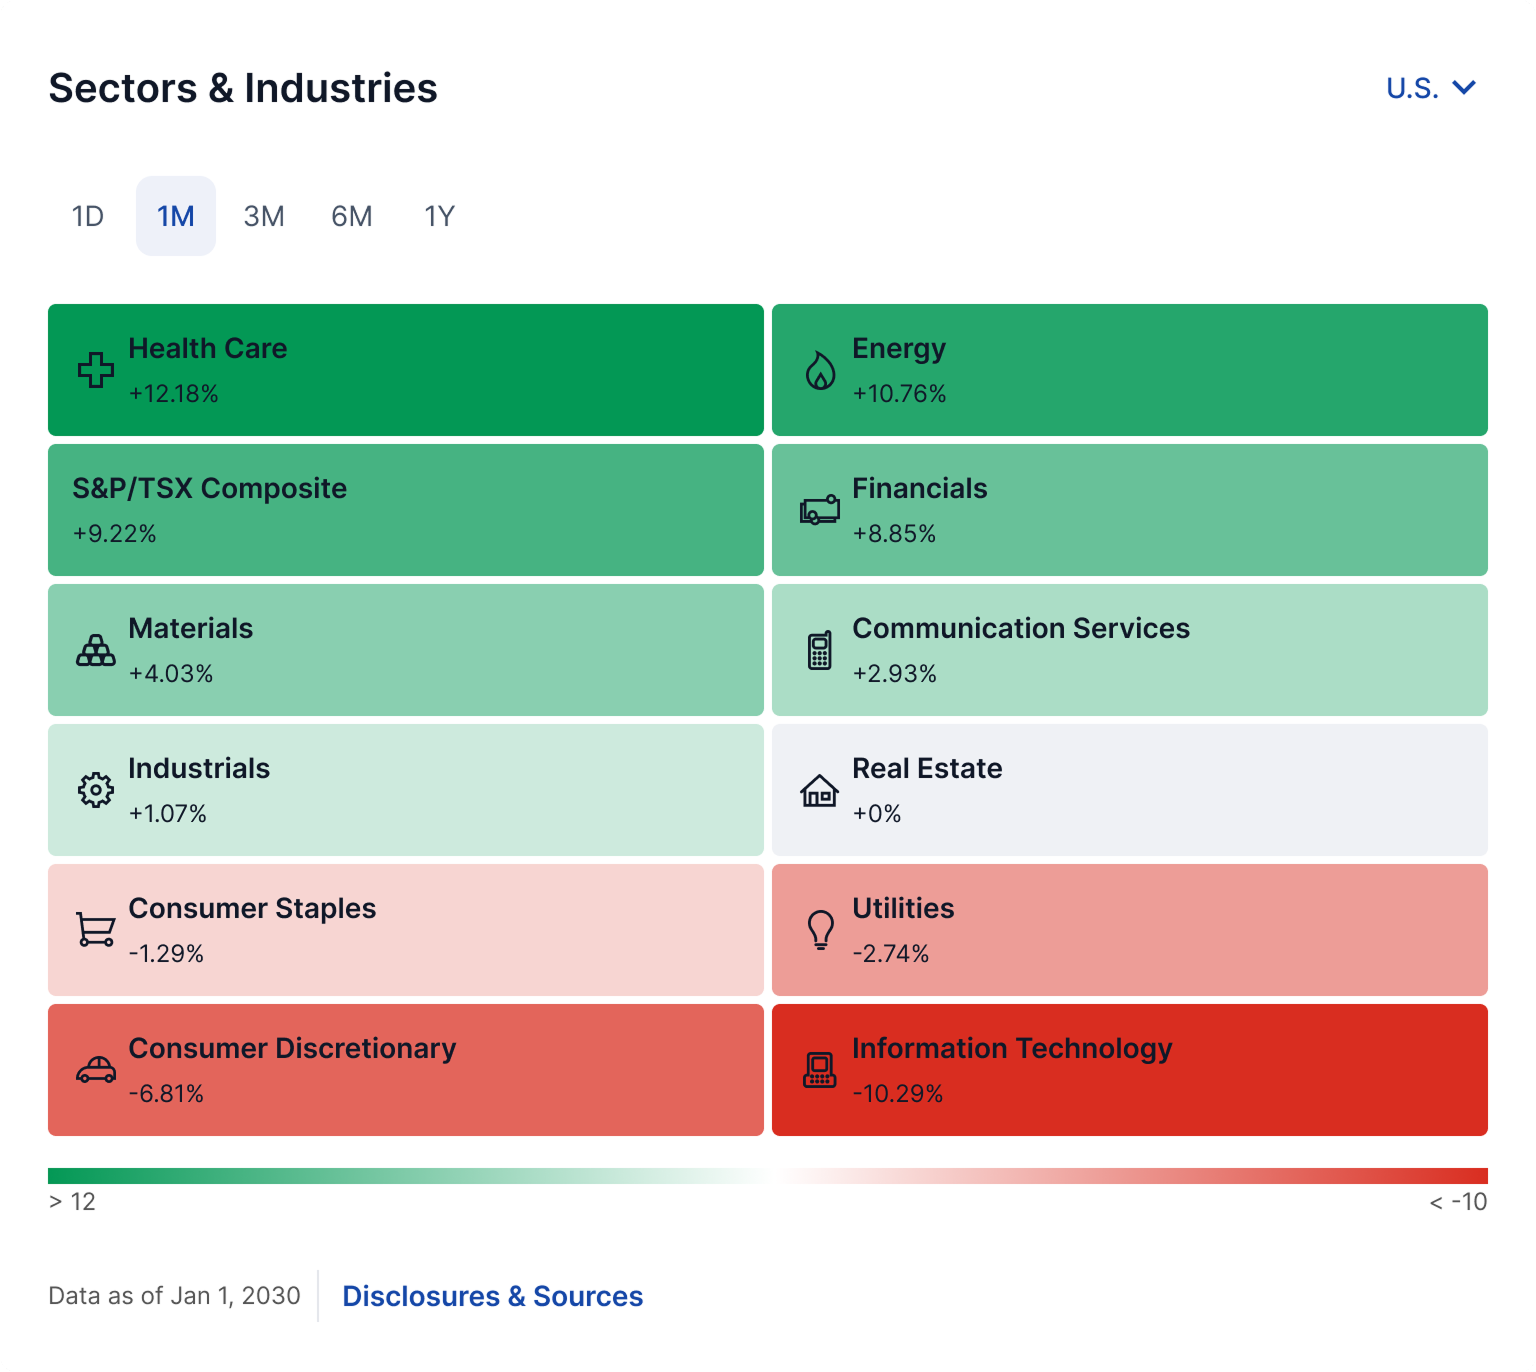 Sectors & Industries
U.S.
1D 1M 3M 6M 1Y
Health Care
+12.18%
Energy
+10.76%
S&P/TSX Composite
+9.22%
Financials
+8.85%
Materials
+4.03%
Communication Services
+2.93%
Industrials
+1.07%
Real Estate
+0%
Consumer Staples
-1.29%
Utilities
-2.74%
Consumer Discretionary
-6.81%
Information Technology
-10.29%
> 12
< -10
Data as of Jan 1, 2030
Disclosures & Sources